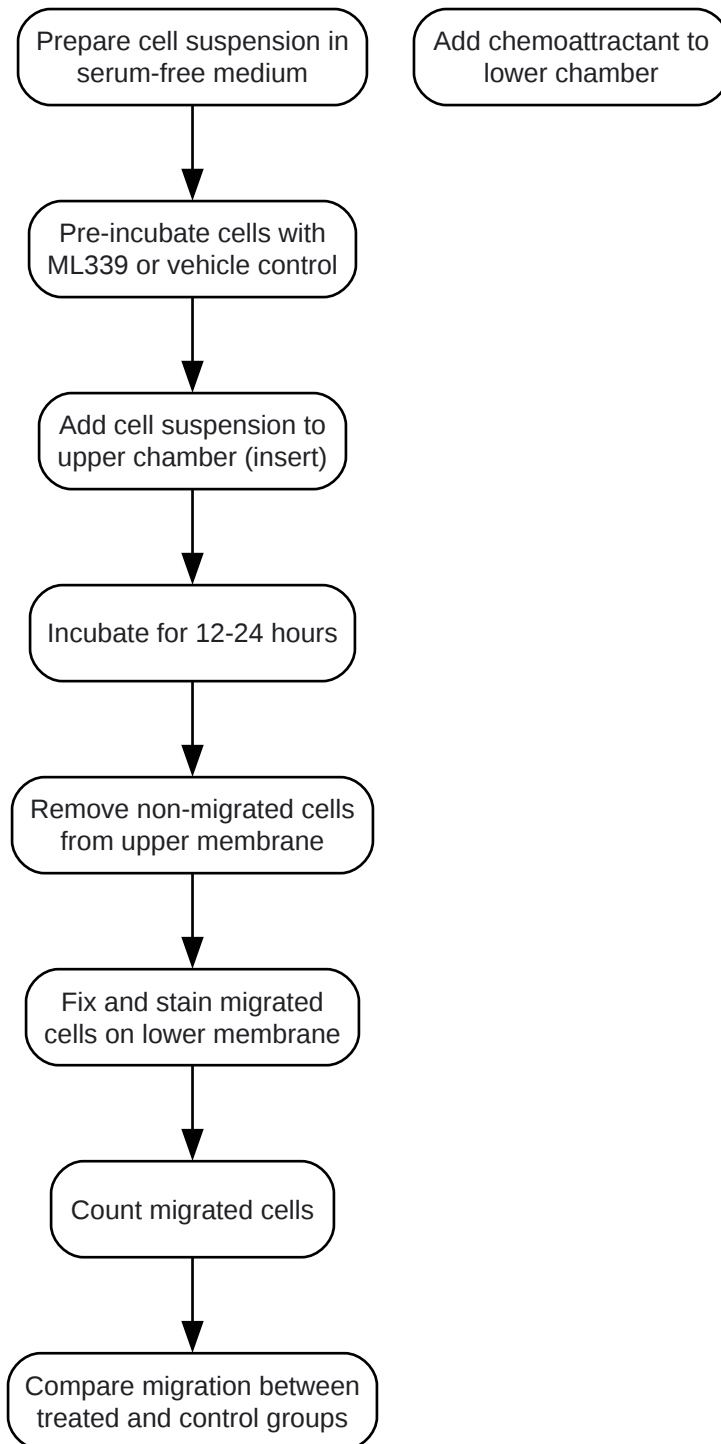 Prepare cell suspension in
serum-free medium
Add chemoattractant to
lower chamber
Pre-incubate cells with
ML339 or vehicle control
Add cell suspension to
upper chamber (insert)
Incubate for 12-24 hours
Remove non-migrated cells
from upper membrane
Fix and stain migrated
cells on lower membrane
Count migrated cells
Compare migration between
treated and control groups